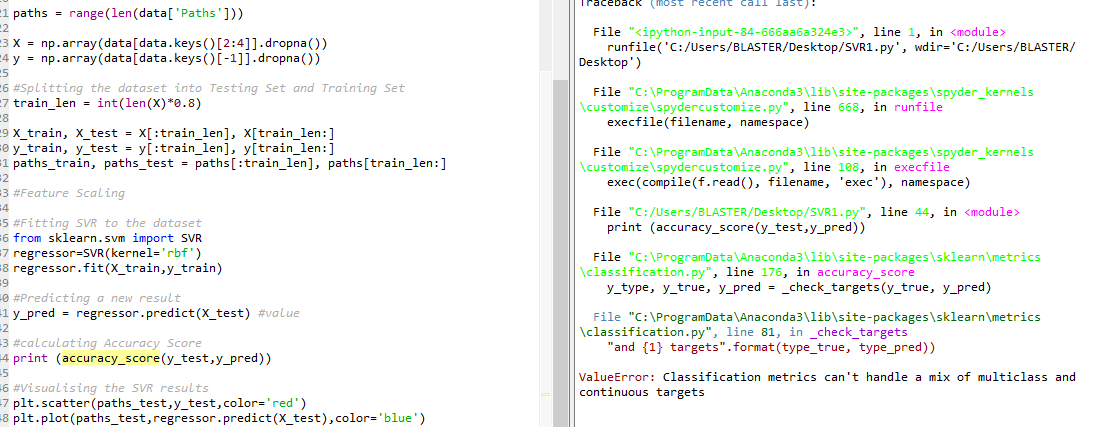 21 paths = range(len(data['Paths']))
22
23 X = np.array(data[data.keys()[2:4]].dropna())
24 y = np.array(data[data.keys()[-1]].dropna())
25
26 #Splitting the dataset into Testing Set and Training Set
27 train_len = int(len(X)*0.8)
28
29 X_train, X_test = X[:train_len], X[train_len:]
30 y_train, y_test = y[:train_len], y[train_len:]
31 paths_train, paths_test = paths[:train_len], paths[train_len:]
32
33 #Feature Scaling
34
35 #Fitting SVR to the dataset
36 from sklearn.svm import SVR
37 regressor=SVR(kernel='rbf')
38 regressor.fit(X_train,y_train)
39
40 #Predicting a new result
41 y_pred = regressor.predict(X_test) #value
42
43 #calculating Accuracy Score
44 print (accuracy_score(y_test,y_pred))
45
46 #Visualising the SVR results
47 plt.scatter(paths_test,y_test,color='red')
48 plt.plot(paths_test,regressor.predict(X_test),color='blue')
Traceback (most recent call last):
File "<ipython-input-84-666aa6a324e3>", line 1, in <module>
runfile('C:/Users/BLASTER/Desktop/SVR1.py', wdir='C:/Users/BLASTER/
Desktop')
File "C:\ProgramData\Anaconda3\lib\site-packages\spyder_kernels
\customize\spydercustomize.py", line 668, in runfile
execfile(filename, namespace)
File "C:\ProgramData\Anaconda3\lib\site-packages\spyder_kernels
\customize\spydercustomize.py", line 108, in execfile
exec(compile(f.read(), filename, 'exec'), namespace)
File "C:/Users/BLASTER/Desktop/SVR1.py", line 44, in <module>
print (accuracy_score(y_test,y_pred))
File "C:\ProgramData\Anaconda3\lib\site-packages\sklearn\metrics
\classification.py", line 176, in accuracy_score
y_type, y_true, y_pred = _check_targets(y_true, y_pred)
File "C:\ProgramData\Anaconda3\lib\site-packages\sklearn\metrics
\classification.py", line 81, in _check_targets
"and {1} targets".format(type_true, type_pred))
ValueError: Classification metrics can't handle a mix of multiclass and
continuous targets